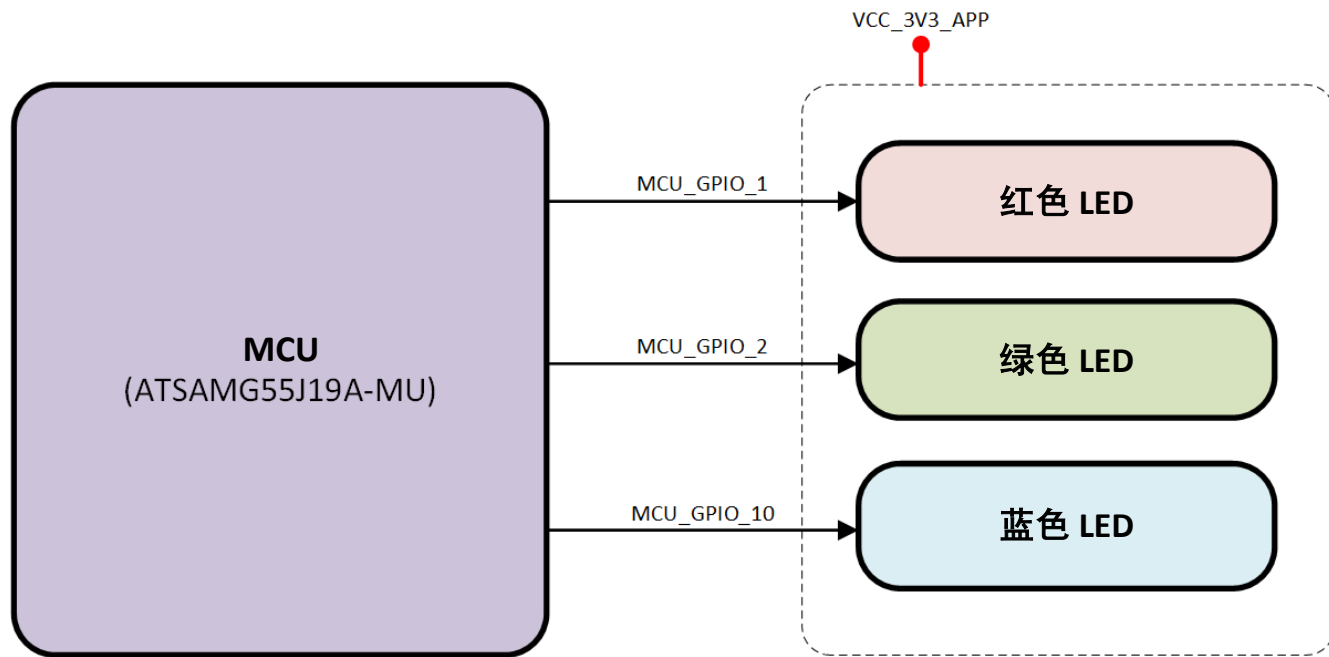 VCC_3V3_APP
MCU
(ATSAMG55J19A-MU)
MCU_GPIO_1
红色 LED
MCU_GPIO_2
绿色 LED
MCU_GPIO_10
蓝色 LED